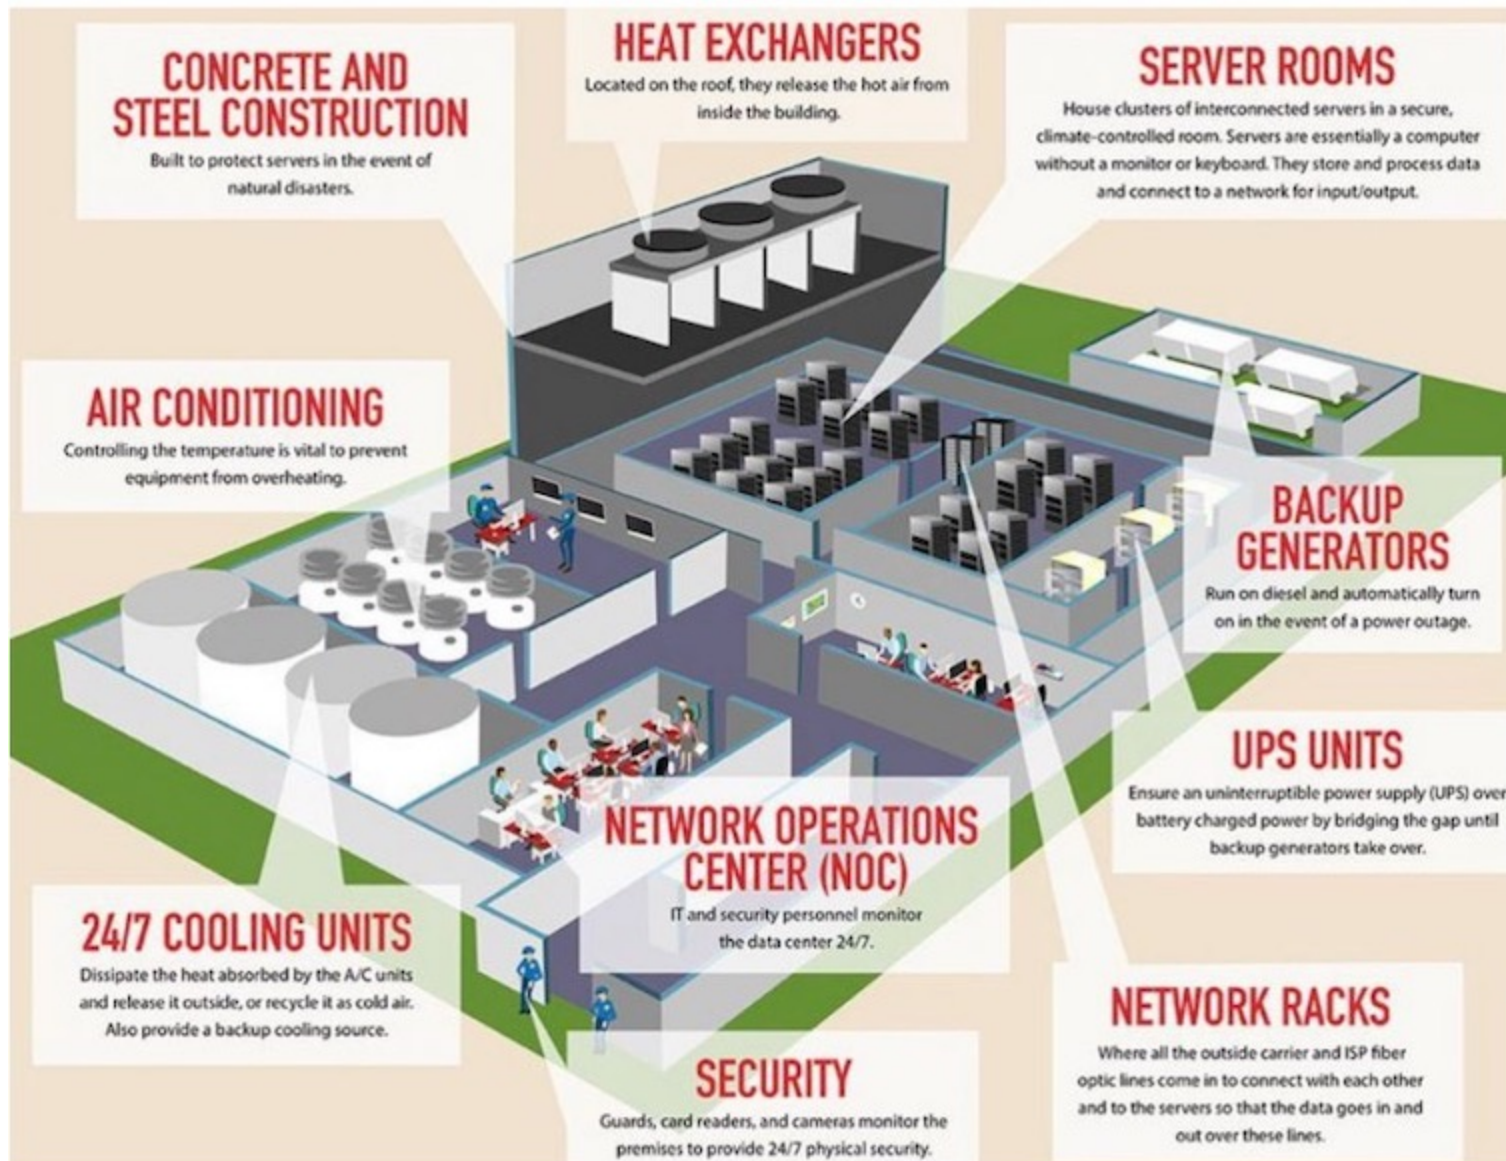 CONCRETE AND
STEEL CONSTRUCTION
Built to protect servers in the event of
natural disasters.
HEAT EXCHANGERS
Located on the roof, they release the hot air from
inside the building.
SERVER ROOMS
House clusters of interconnected servers in a secure,
climate-controlled room. Servers are essentially a computer
without a monitor or keyboard. They store and process data
and connect to a network for input/output.
AIR CONDITIONING
Controlling the temperature is vital to prevent
equipment from overheating.
BACKUP
GENERATORS
Run on diesel and automatically turn
on in the event of a power outage.
UPS UNITS
Ensure an uninterruptible power supply (UPS) over
battery charged power by bridging the gap until
backup generators take over.
NETWORK OPERATIONS
CENTER (NOC)
IT and security personnel monitor
the data center 24/7.
24/7 COOLING UNITS
Dissipate the heat absorbed by the A/C units
and release it outside, or recycle it as cold air.
Also provide a backup cooling source.
NETWORK RACKS
Where all the outside carrier and ISP fiber
optic lines come in to connect with each other
and to the servers so that the data goes in and
out over these lines.
SECURITY
Guards, card readers, and cameras monitor the
premises to provide 24/7 physical security.